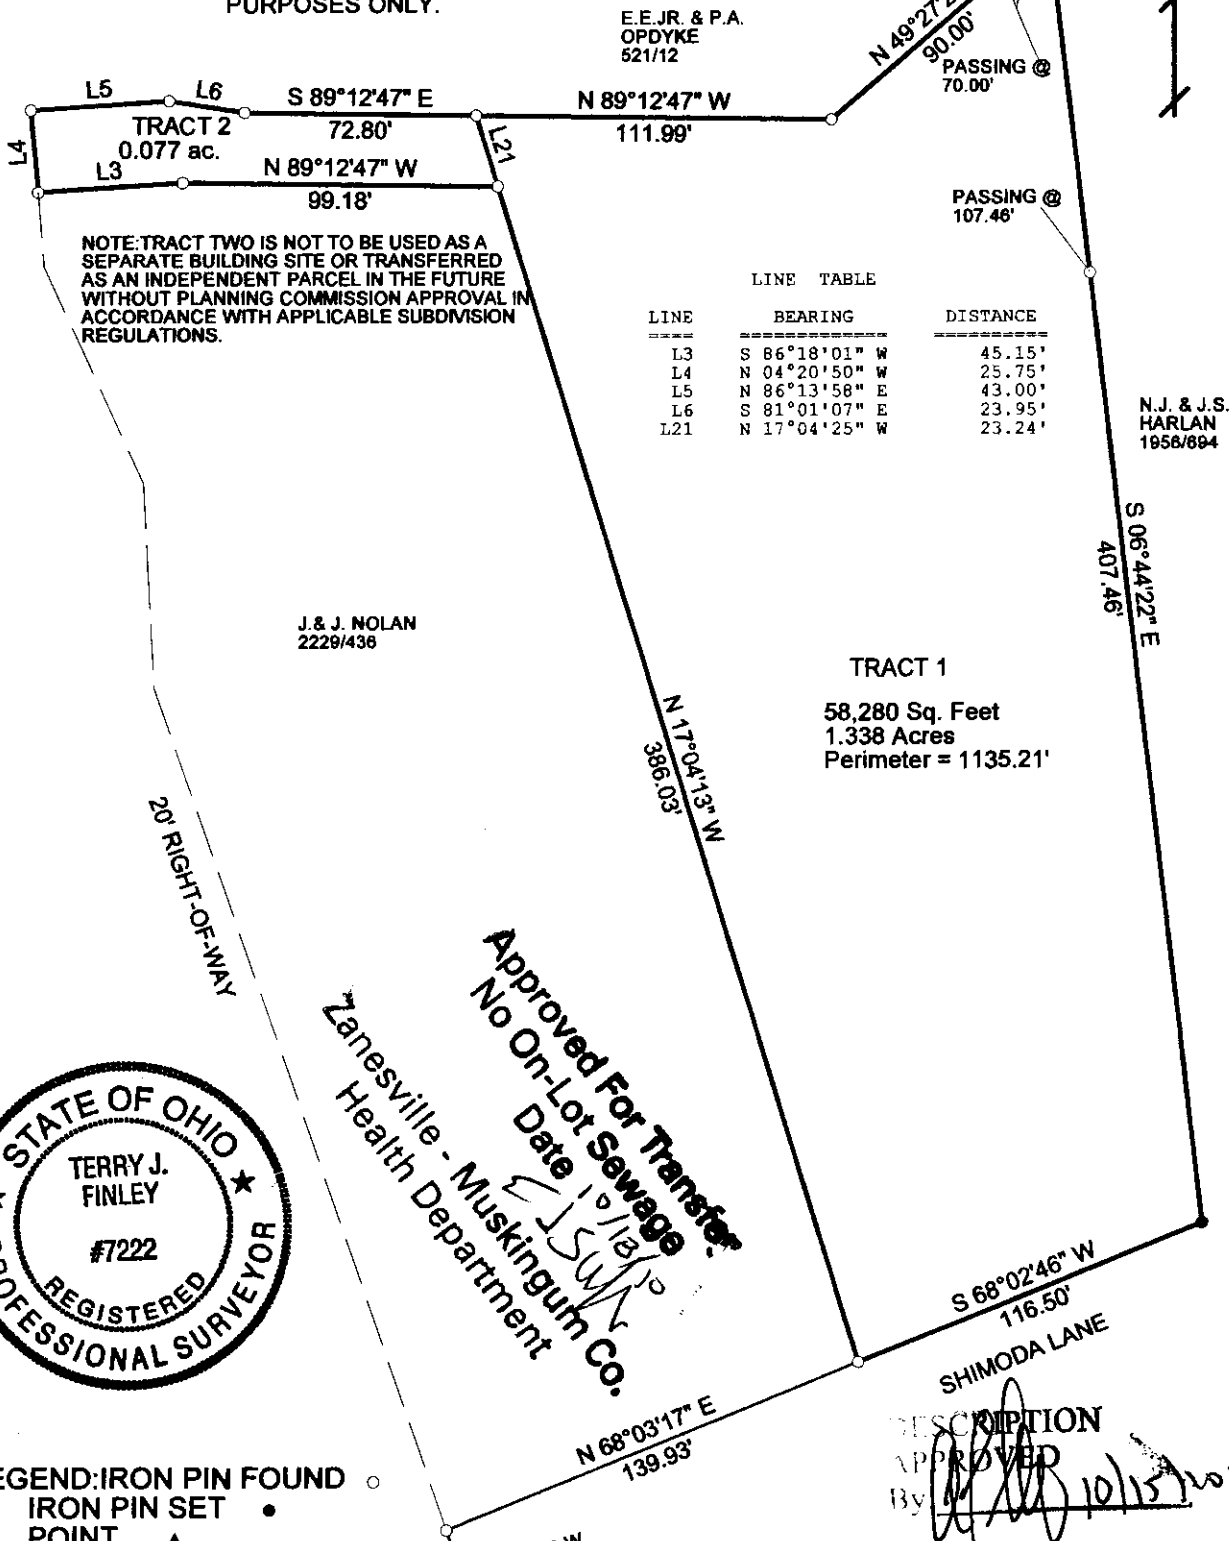 PURPOSES ONLY.
E.E.JR. & P.A.
OPDYKE
521/12
90.00'
PASSING @
70.00'
L5
L6
S 89°12'47" E
72.80'
N 89°12'47" W
111.99'
TRACT 2
0.077 ac.
L4
L3
L21
N 89°12'47" W
99.18'
PASSING @
107.46'
NOTE:TRACT TWO IS NOT TO BE USED AS A
SEPARATE BUILDING SITE OR TRANSFERRED
AS AN INDEPENDENT PARCEL IN THE FUTURE
WITHOUT PLANNING COMMISSION APPROVAL IN
ACCORDANCE WITH APPLICABLE SUBDIVISION
REGULATIONS.
LINE TABLE
LINE BEARING DISTANCE
L3 S 86°18'01" W 45.15'
L4 N 04°20'50" W 25.75'
L5 N 86°13'58" E 43.00'
L6 S 81°01'07" E 23.95'
L21 N 17°04'25" W 23.24'
N.J. & J.S.
HARLAN
1956/694
S 06°44'22" E
407.46'
J.& J. NOLAN
2229/436
TRACT 1
58,280 Sq. Feet
1.338 Acres
Perimeter = 1135.21'
N 17°04'13" W
386.03'
20' RIGHT-OF-WAY
Approved For Transfer
No On-Lot Sewage
Date
Zanesville - Muskingum Co.
Health Department
STATE OF OHIO
TERRY J.
FINLEY
#7222
REGISTERED
PROFESSIONAL SURVEYOR
S 68°02'46" W
116.50'
SHIMODA LANE
N 68°03'17" E
139.93'
DESCRIPTION
APPROVED
By 10/15/20
EGEND:IRON PIN FOUND
IRON PIN SET
POINT
W